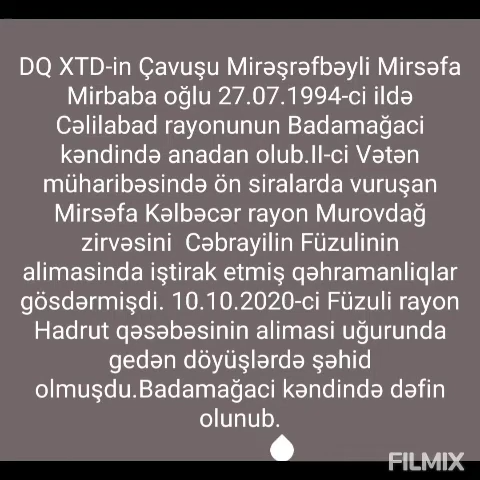 DQ XTD-in Çavuşu Mirəşrəfbəyli Mirsəfa
Mirbaba oğlu 27.07.1994-ci ildə
Cəlilabad rayonunun Badamağaci
kəndində anadan olub.II-ci Vətən
müharibəsində ön siralarda vuruşan
Mirsəfa Kəlbəcər rayon Murovdağ
zirvəsini  Cəbrayilin Füzulinin
alimasinda iştirak etmiş qəhramanliqlar
gösdərmişdi. 10.10.2020-ci Füzuli rayon
Hadrut qəsəbəsinin alimasi uğurunda
gedən döyüşlərdə şəhid
olmuşdu.Badamağaci kəndində dəfin
olunub.
FILMIX